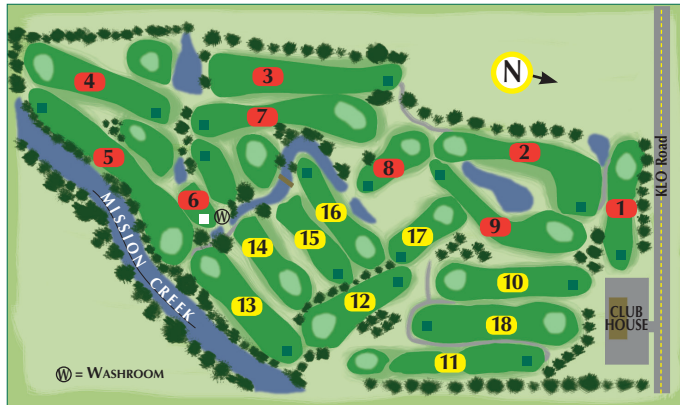 4
3
N
7
5
2
8
KLO Road
6
W
1
16
9
MISSION CREEK
14
15
17
10
13
12
CLUB
HOUSE
18
11
W = WASHROOM